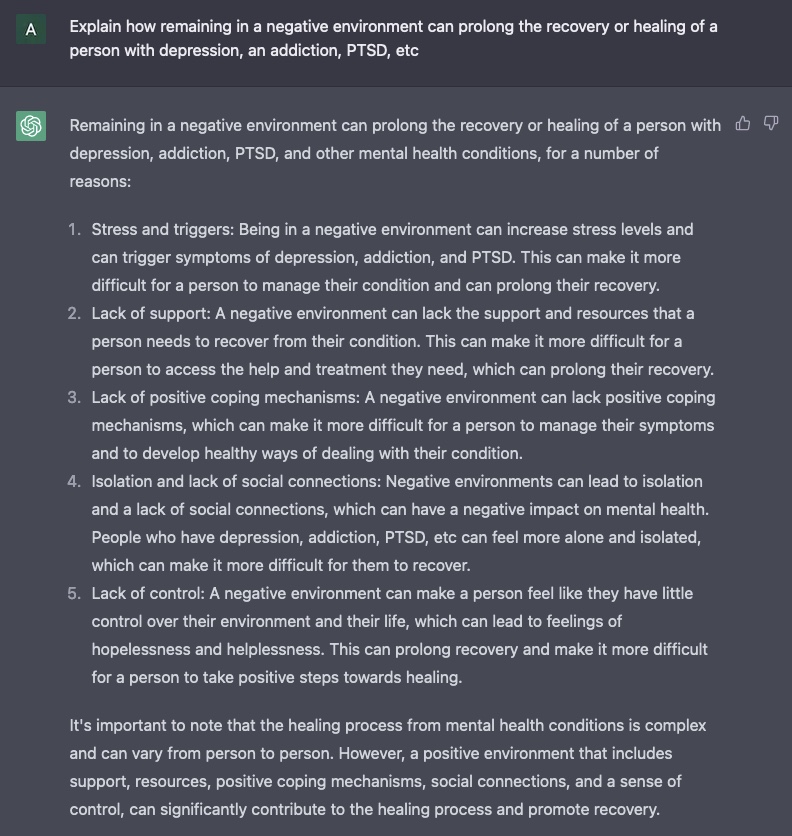 A
Explain how remaining in a negative environment can prolong the recovery or healing of a
person with depression, an addiction, PTSD, etc
Remaining in a negative environment can prolong the recovery or healing of a person with
depression, addiction, PTSD, and other mental health conditions, for a number of
reasons:
1. Stress and triggers: Being in a negative environment can increase stress levels and
can trigger symptoms of depression, addiction, and PTSD. This can make it more
difficult for a person to manage their condition and can prolong their recovery.
2. Lack of support: A negative environment can lack the support and resources that a
person needs to recover from their condition. This can make it more difficult for a
person to access the help and treatment they need, which can prolong their recovery.
3. Lack of positive coping mechanisms: A negative environment can lack positive coping
mechanisms, which can make it more difficult for a person to manage their symptoms
and to develop healthy ways of dealing with their condition.
4. Isolation and lack of social connections: Negative environments can lead to isolation
and a lack of social connections, which can have a negative impact on mental health.
People who have depression, addiction, PTSD, etc can feel more alone and isolated,
which can make it more difficult for them to recover.
5. Lack of control: A negative environment can make a person feel like they have little
control over their environment and their life, which can lead to feelings of
hopelessness and helplessness. This can prolong recovery and make it more difficult
for a person to take positive steps towards healing.
It's important to note that the healing process from mental health conditions is complex
and can vary from person to person. However, a positive environment that includes
support, resources, positive coping mechanisms, social connections, and a sense of
control, can significantly contribute to the healing process and promote recovery.